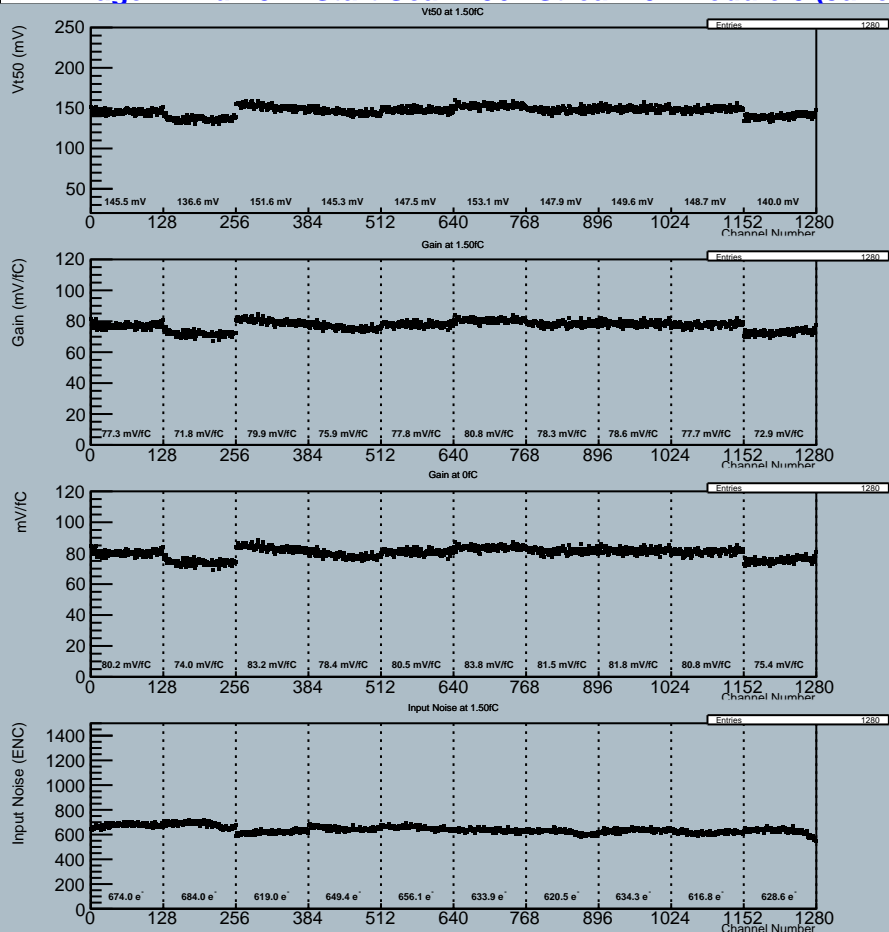 Vt50 at 1.50fC
Entries 1280
Vt50 (mV)
250
200
150
100
50
145.5 mV 136.6 mV 151.6 mV 145.3 mV 147.5 mV 153.1 mV 147.9 mV 149.6 mV 148.7 mV 140.0 mV
0 128 256 384 512 640 768 896 1024 1152 1280
Channel Number
Gain at 1.50fC
Entries 1280
Gain (mV/fC)
120
100
80
60
40
20
0
77.3 mV/fC 71.8 mV/fC 79.9 mV/fC 75.9 mV/fC 77.8 mV/fC 80.8 mV/fC 78.3 mV/fC 78.6 mV/fC 77.7 mV/fC 72.9 mV/fC
0 128 256 384 512 640 768 896 1024 1152 1280
Channel Number
Gain at 0fC
Entries 1280
mV/fC
120
100
80
60
40
20
0
80.2 mV/fC 74.0 mV/fC 83.2 mV/fC 78.4 mV/fC 80.5 mV/fC 83.8 mV/fC 81.5 mV/fC 81.8 mV/fC 80.8 mV/fC 75.4 mV/fC
0 128 256 384 512 640 768 896 1024 1152 1280
Channel Number
Input Noise at 1.50fC
Entries 1280
Input Noise (ENC)
1400
1200
1000
800
600
400
200
0
674.0 e⁻ 684.0 e⁻ 619.0 e⁻ 649.4 e⁻ 656.1 e⁻ 633.9 e⁻ 620.5 e⁻ 634.3 e⁻ 616.8 e⁻ 628.6 e⁻
0 128 256 384 512 640 768 896 1024 1152 1280
Channel Number